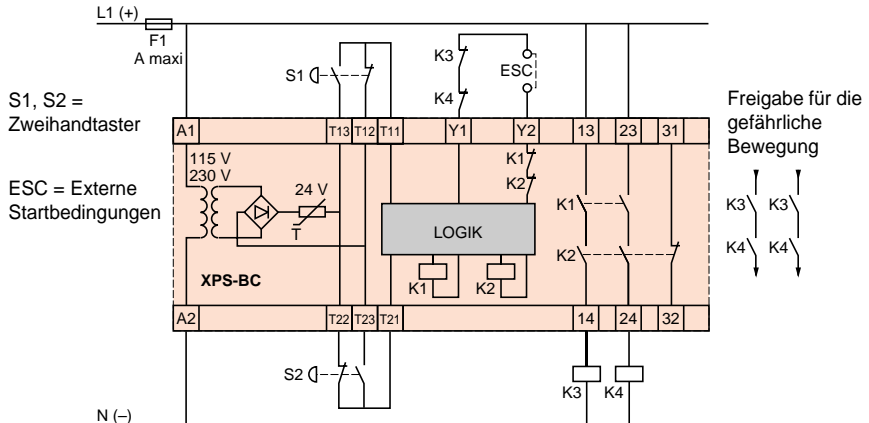 L1 (+)
F1
A maxi
S1
K3
K4
ESC
S1, S2 =
Zweihandtaster
ESC = Externe
Startbedingungen
Freigabe für die
gefährliche
Bewegung
A1 T13 T12 T11 Y1 Y2 13 23 31
115 V
230 V
24 V
T
K1
K2
LOGIK
K1
K2
K1
K2
XPS-BC
K3 K3
K4 K4
A2 T22 T23 T21 14 24 32
S2
K3 K4
N (–)